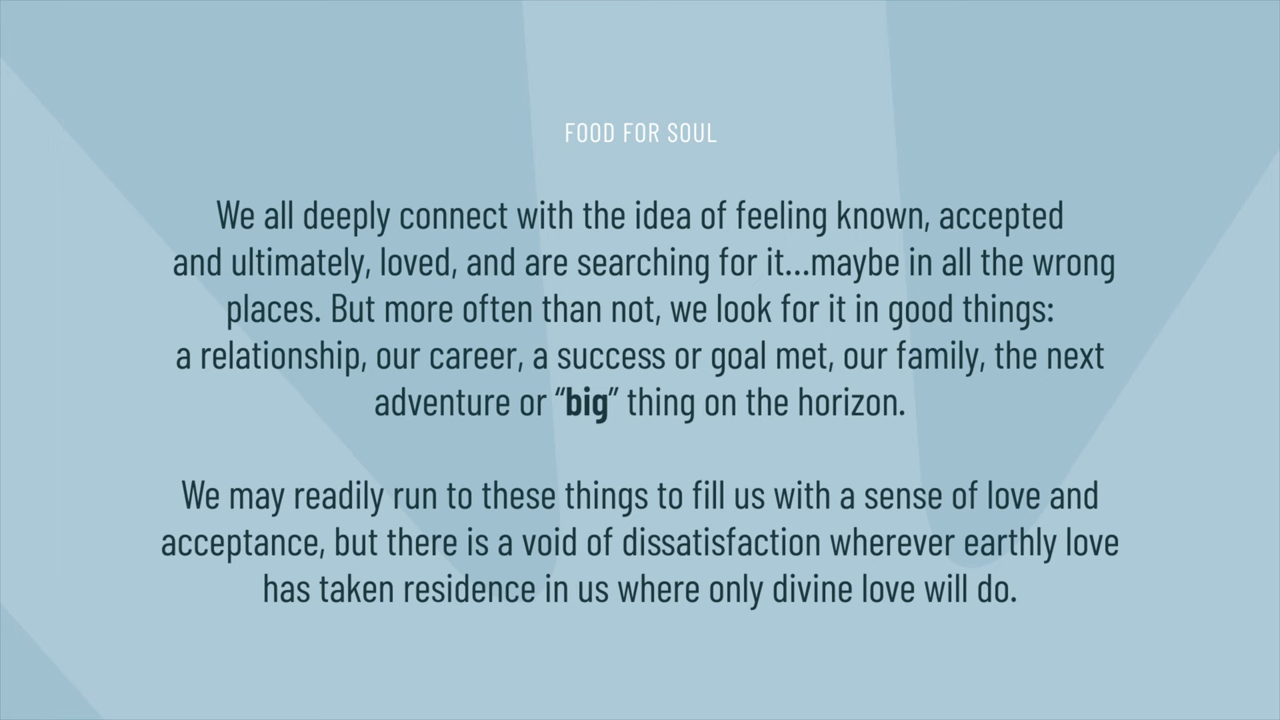 FOOD FOR SOUL
We all deeply connect with the idea of feeling known, accepted
and ultimately, loved, and are searching for it...maybe in all the wrong
places. But more often than not, we look for it in good things:
a relationship, our career, a success or goal met, our family, the next
adventure or “big” thing on the horizon.
We may readily run to these things to fill us with a sense of love and
acceptance, but there is a void of dissatisfaction wherever earthly love
has taken residence in us where only divine love will do.